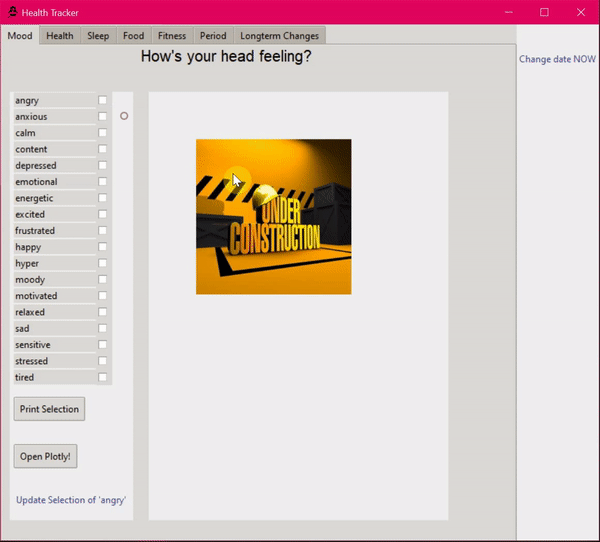 Health Tracker
Mood Health Sleep Food Fitness Period Longterm Changes
How's your head feeling?
Change date NOW
angry
anxious
calm
content
depressed
emotional
energetic
excited
frustrated
happy
hyper
moody
motivated
relaxed
sad
sensitive
stressed
tired
Print Selection
Open Plotly!
Update Selection of 'angry'
UNDER
CONSTRUCTION